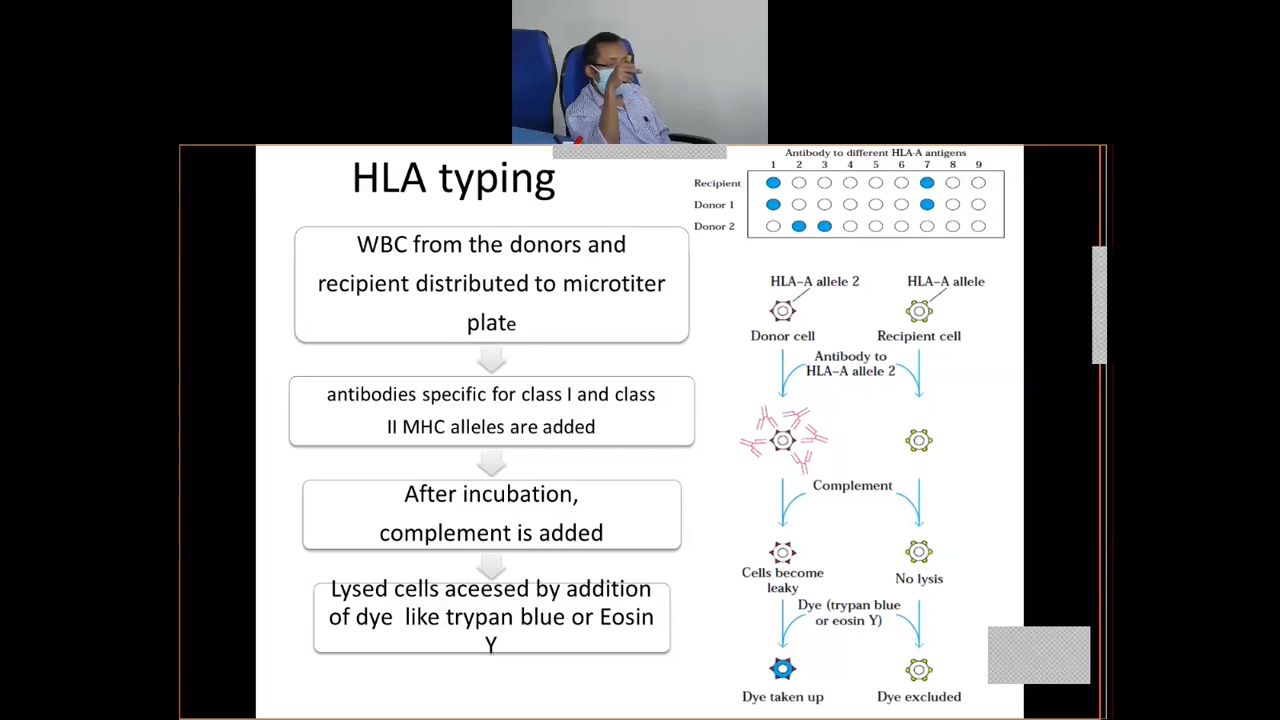 HLA typing
WBC from the donors and
recipient distributed to microtiter
plate
antibodies specific for class I and class
II MHC alleles are added
After incubation,
complement is added
Lysed cells aceesed by addition
of dye like trypan blue or Eosin
Y
Antibody to different HLA-A antigens
1 2 3 4 5 6 7 8 9
Recipient
Donor 1
Donor 2
HLA–A allele 2
HLA–A allele
Donor cell
Recipient cell
Antibody to
HLA–A allele 2
Complement
Cells become
leaky
No lysis
Dye (trypan blue
or eosin Y)
Dye taken up
Dye excluded